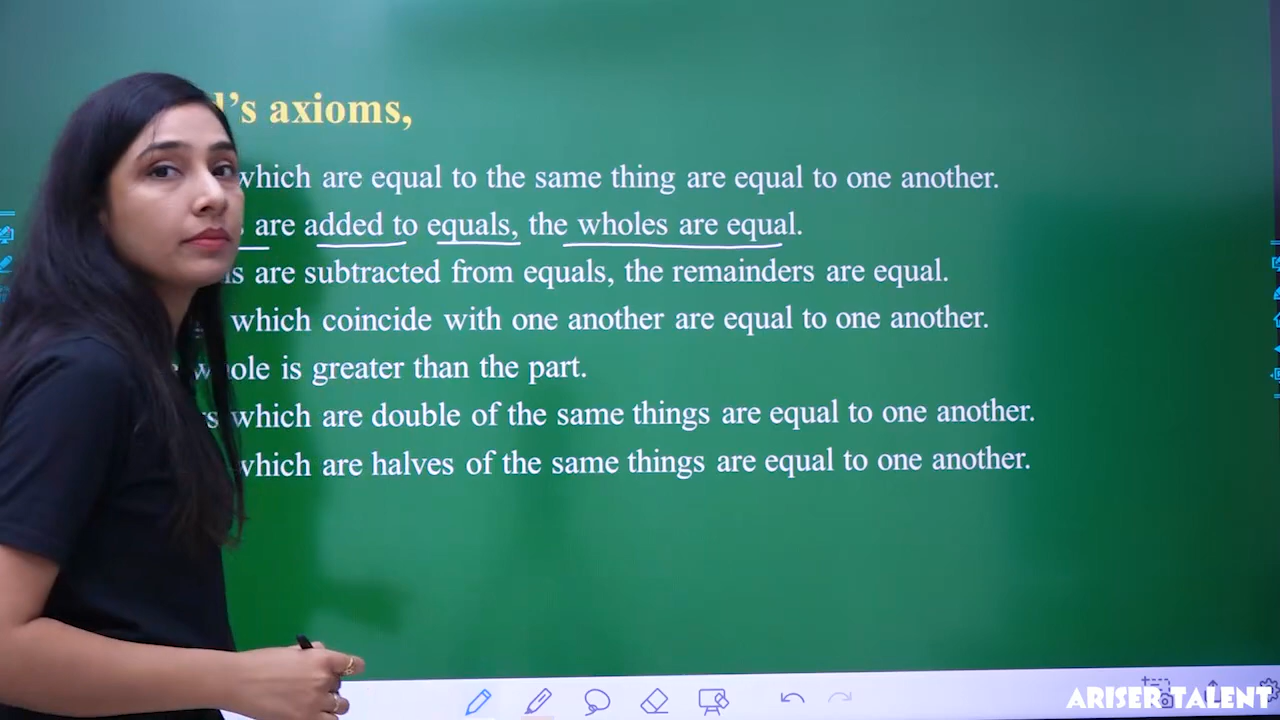 ’s axioms,
which are equal to the same thing are equal to one another.
are added to equals, the wholes are equal.
are subtracted from equals, the remainders are equal.
which coincide with one another are equal to one another.
whole is greater than the part.
which are double of the same things are equal to one another.
which are halves of the same things are equal to one another.
ARISER TALENT